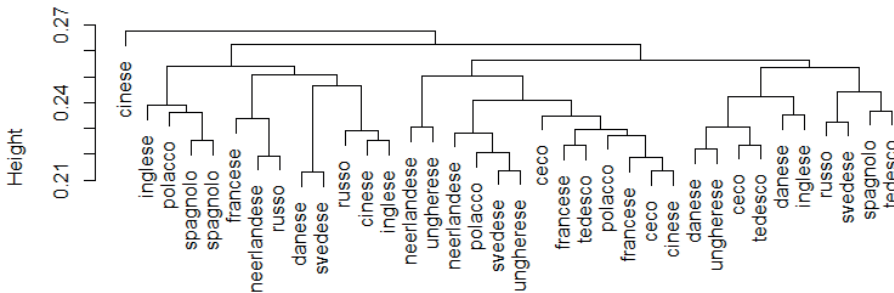 Height
0.27
0.24
0.21
cinese
inglese
polacco
spagnolo
spagnolo
francese
neerlandese
russo
danese
svedese
russo
cinese
inglese
neerlandese
ungherese
neerlandese
polacco
svedese
ungherese
ceco
francese
tedesco
polacco
francese
ceco
cinese
danese
ungherese
ceco
tedesco
danese
inglese
russo
svedese
spagnolo
tedesco